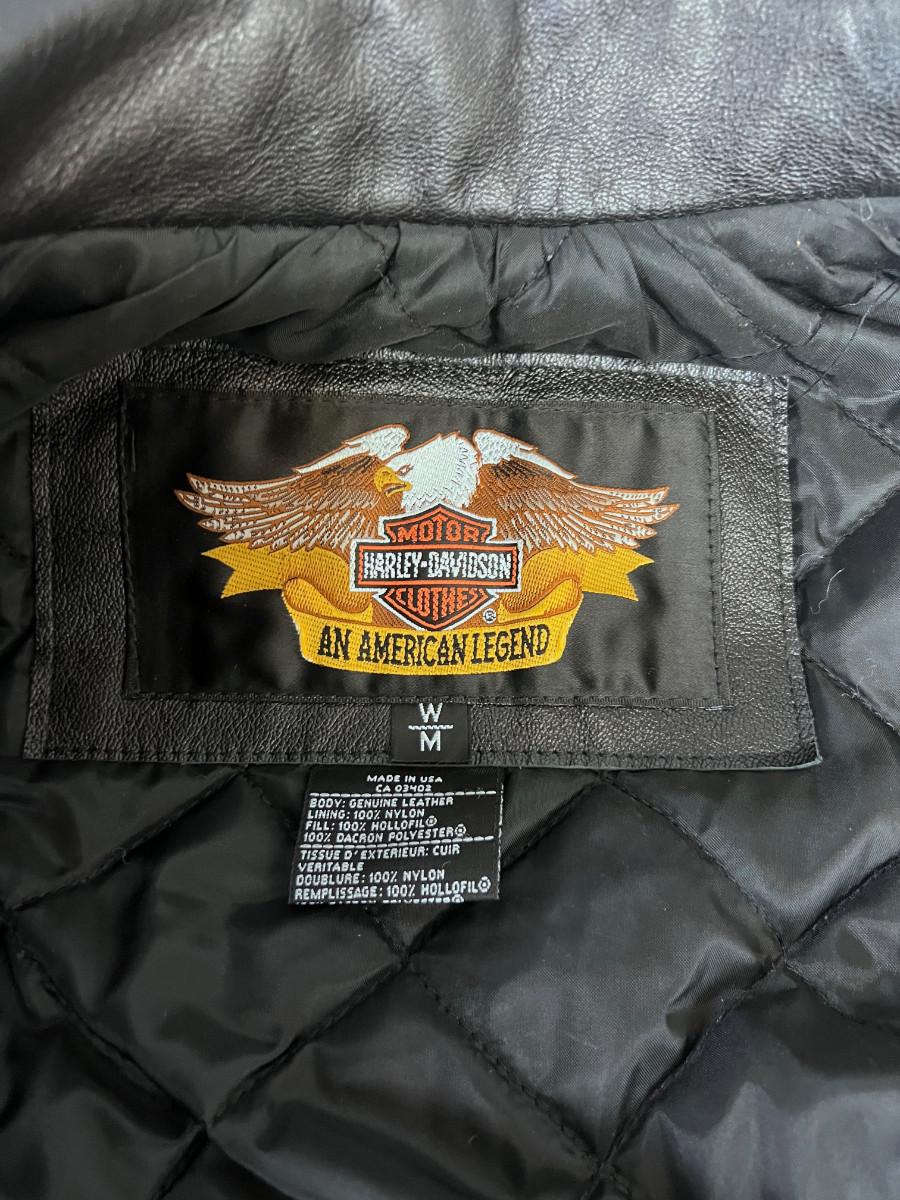 MOTOR
HARLEY-DAVIDSON
CLOTHES
®
AN AMERICAN LEGEND
W
M
MADE IN USA
CA 03402
BODY: GENUINE LEATHER
LINING: 100% NYLON
FILL: 100% HOLLOFIL®
100% DACRON POLYESTER®
TISSUE D'EXTERIEUR: CUIR
VERITABLE
DOUBLURE: 100% NYLON
REMPLISSAGE: 100% HOLLOFIL®